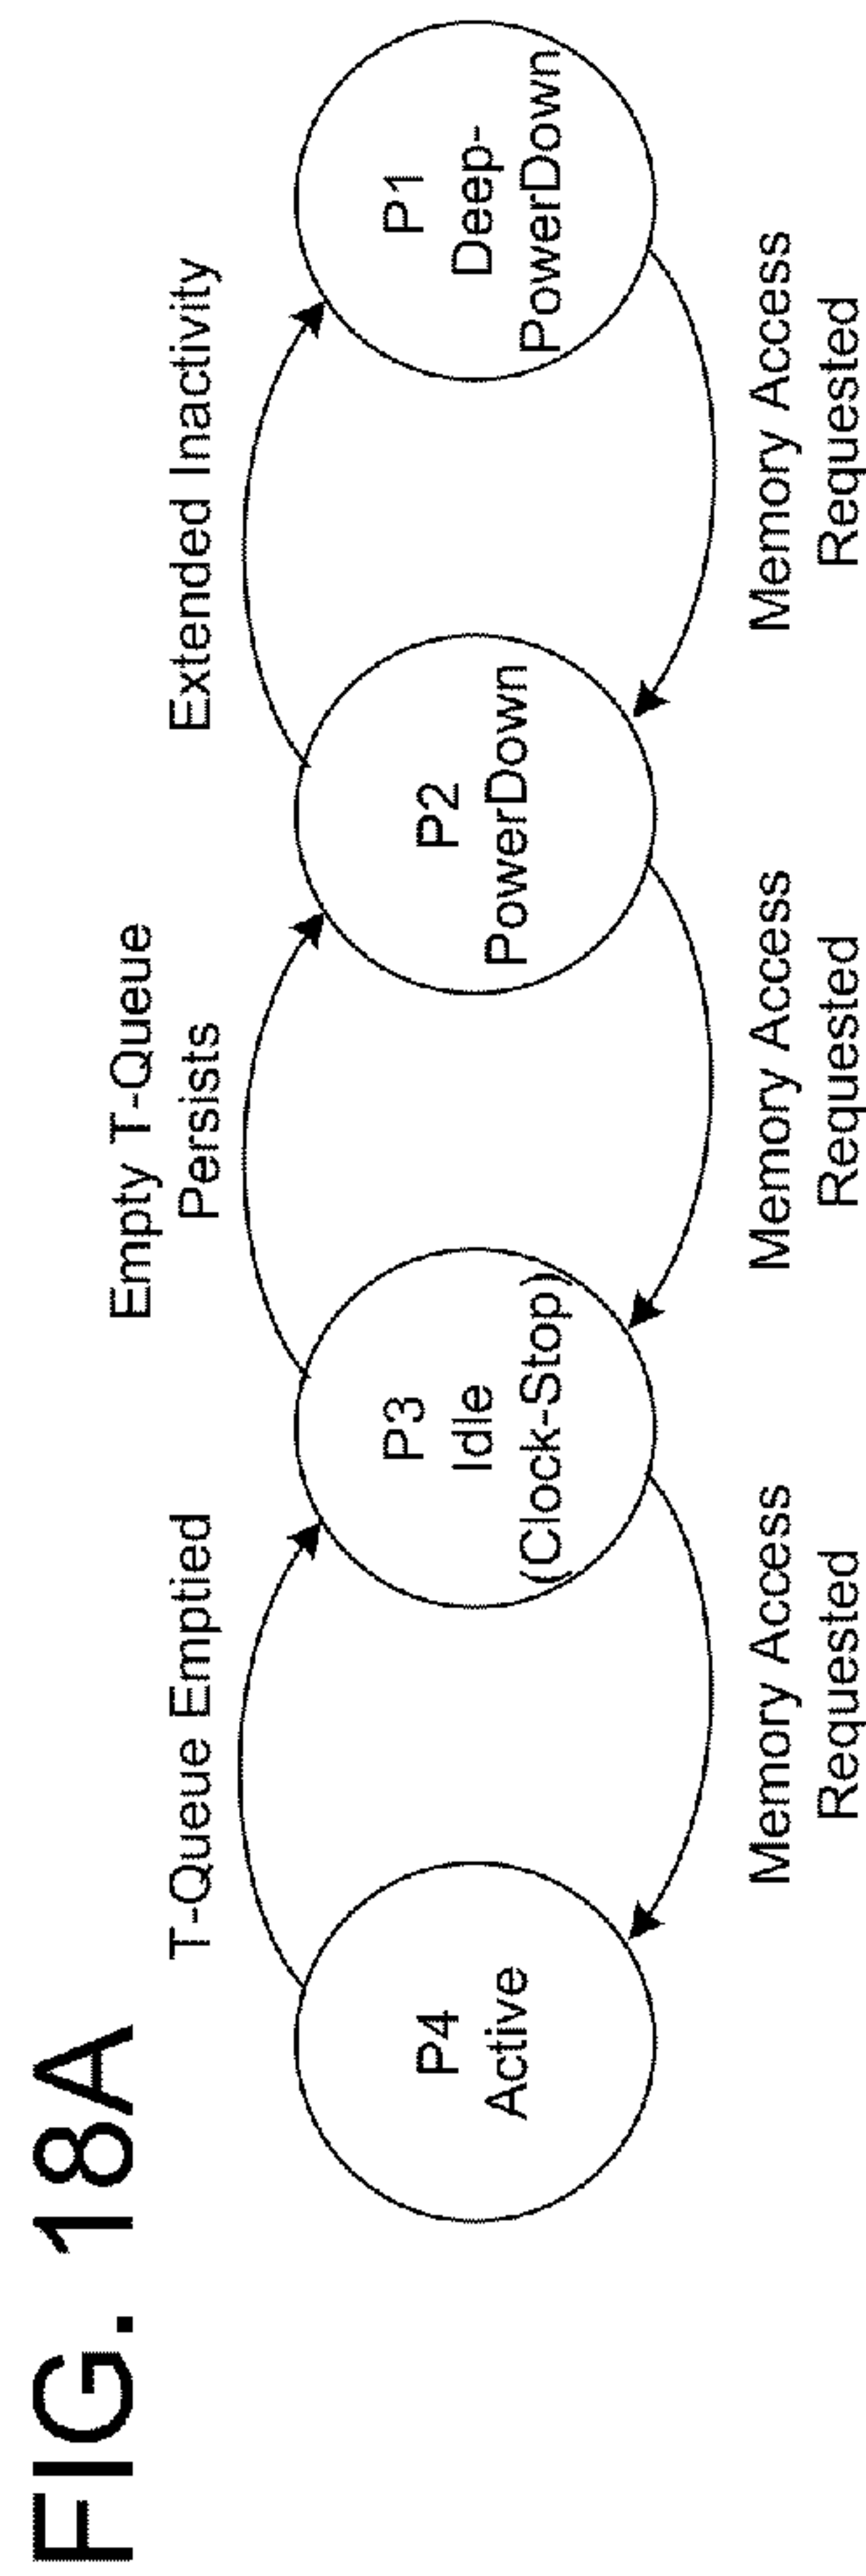 FIG. 18A
T-Queue Emptied
Empty T-Queue
Persists
Extended Inactivity
P4
Active
P3
Idle
(Clock-Stop)
P2
PowerDown
P1
Deep-
PowerDown
Memory Access
Requested
Memory Access
Requested
Memory Access
Requested